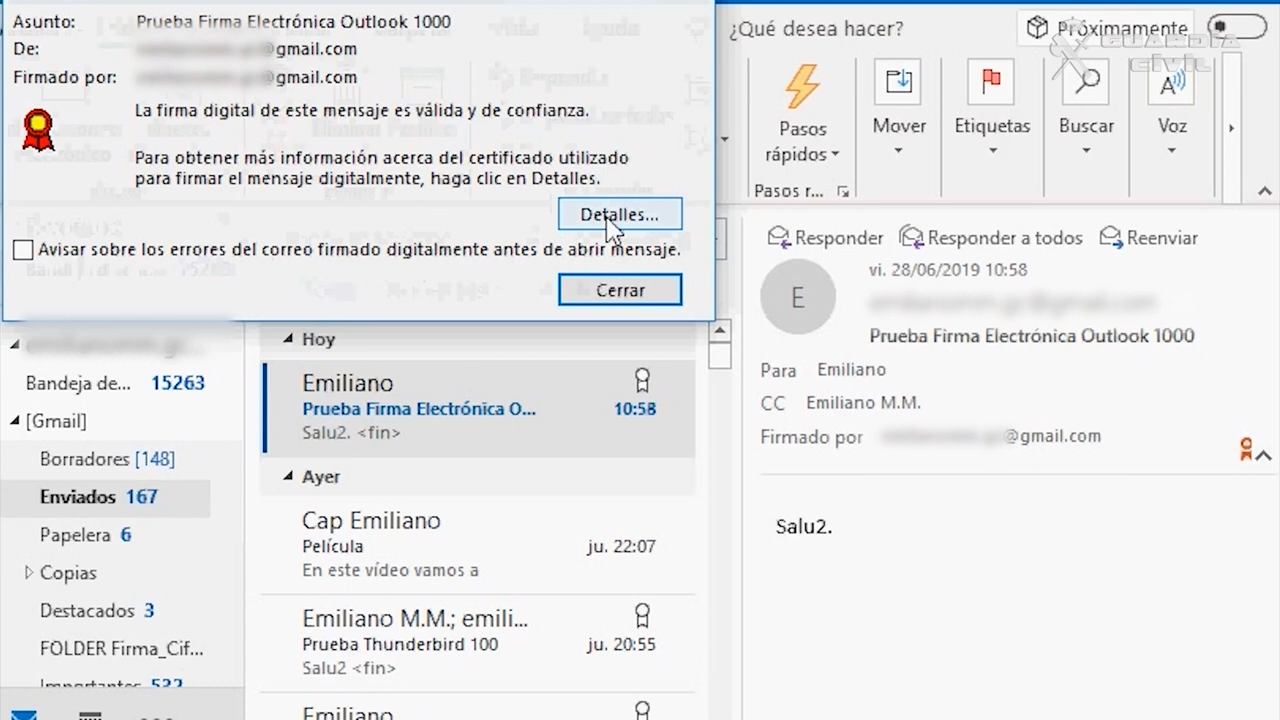 Asunto: Prueba Firma Electrónica Outlook 1000
De: @gmail.com
Firmado por: @gmail.com
La firma digital de este mensaje es válida y de confianza.
Para obtener más información acerca del certificado utilizado
para firmar el mensaje digitalmente, haga clic en Detalles.
Detalles...
Avisar sobre los errores del correo firmado digitalmente antes de abrir mensaje.
Cerrar
¿Qué desea hacer?
Próximamente
GUARDIA
CIVIL
Pasos
rápidos
Mover
Etiquetas
Buscar
Voz
Pasos r...
Bandeja de... 15263
[Gmail]
Borradores [148]
Enviados 167
Papelera 6
Copias
Destacados 3
FOLDER Firma_Cif...
Importantes 532
Hoy
Emiliano
Prueba Firma Electrónica O... 10:58
Salu2. <fin>
Ayer
Cap Emiliano
Película ju. 22:07
En este vídeo vamos a
Emiliano M.M.; emili...
Prueba Thunderbird 100 ju. 20:55
Salu2 <fin>
Emiliano
Responder Responder a todos Reenviar
vi. 28/06/2019 10:58
E
Prueba Firma Electrónica Outlook 1000
Para Emiliano
CC Emiliano M.M.
Firmado por @gmail.com
Salu2.